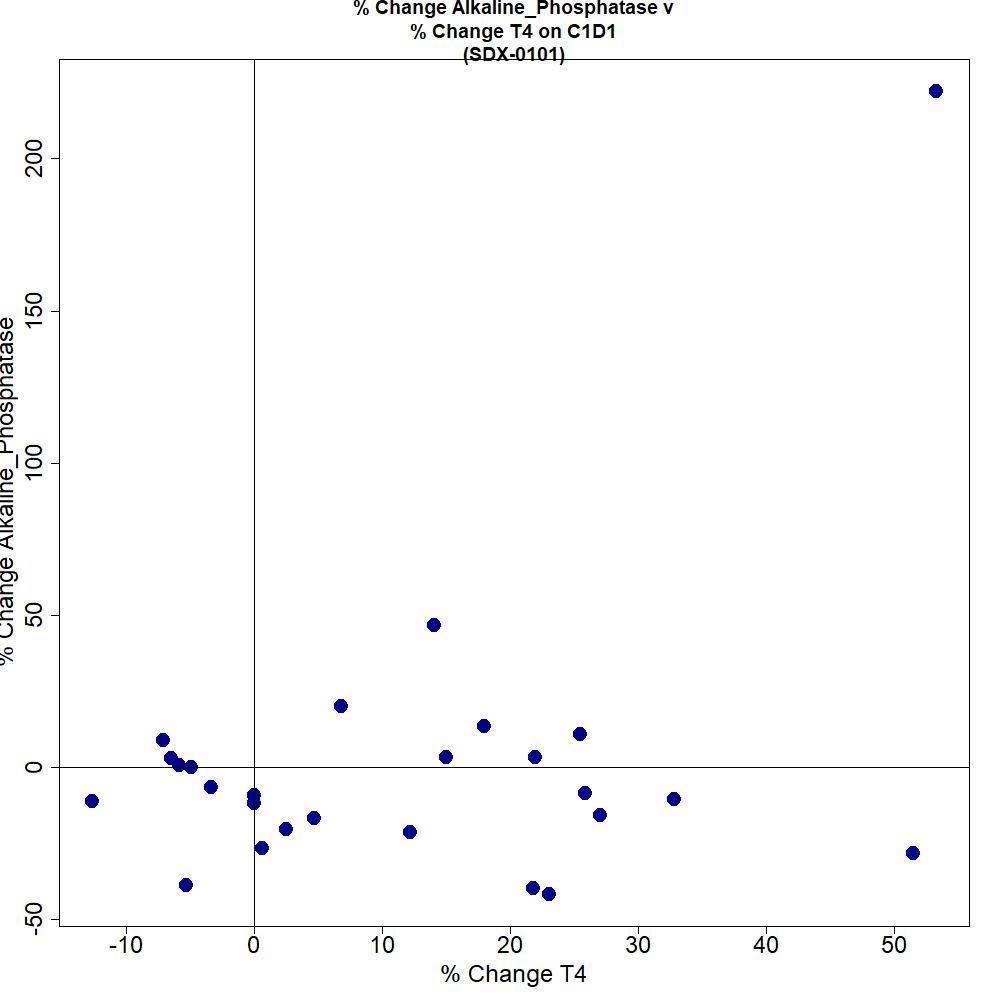 % Change Alkaline_Phosphatase v
% Change T4 on C1D1
(SDX-0101)
% Change Alkaline_Phosphatase
200
150
100
50
0
-50
-10
0
10
20
30
40
50
% Change T4